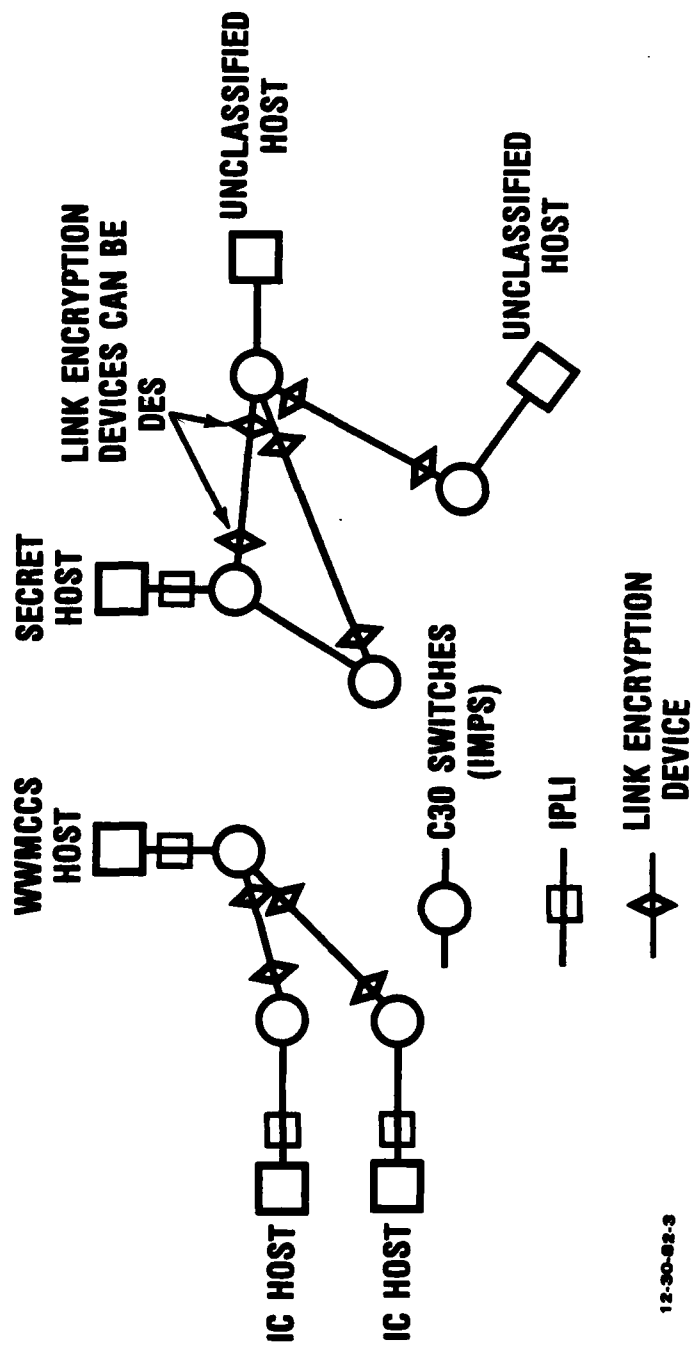 WWMCCS
HOST
SECRET
HOST
LINK ENCRYPTION
DEVICES CAN BE
DES
UNCLASSIFIED
HOST
IC HOST
IC HOST
UNCLASSIFIED
HOST
C30 SWITCHES
(IMPS)
IPLI
LINK ENCRYPTION
DEVICE
12-30-82-3